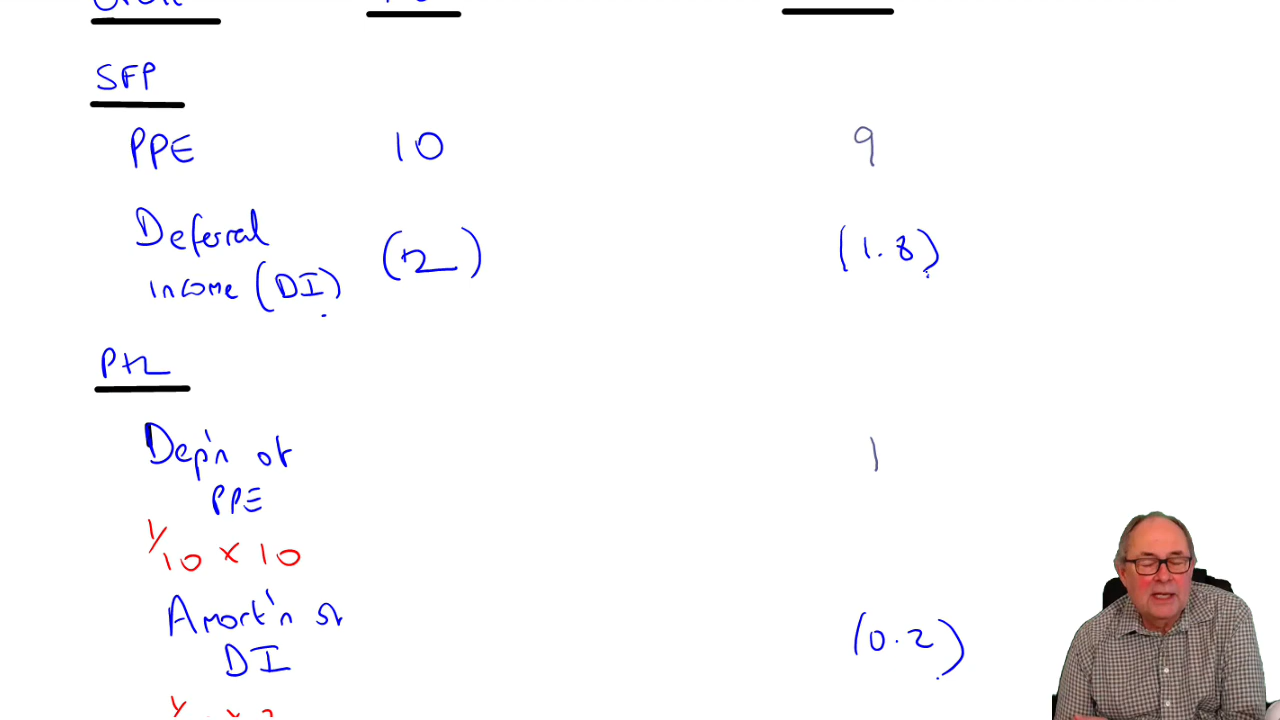 SFP
PPE 10 9
Deferral
income (DI) (2) (1.8)
P+L
Dep'n of 1
PPE
1/10 × 10
Amort'n of
DI (0.2)